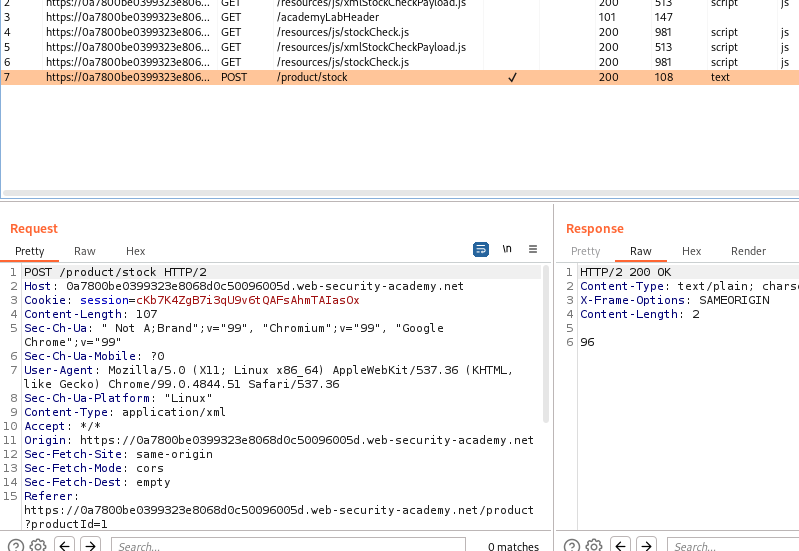 2 https://0a7800be0399323e806... GET /resources/js/xmlStockCheckPayload.js 200 513 script js
3 https://0a7800be0399323e806... GET /academyLabHeader 101 147
4 https://0a7800be0399323e806... GET /resources/js/stockCheck.js 200 981 script js
5 https://0a7800be0399323e806... GET /resources/js/xmlStockCheckPayload.js 200 513 script js
6 https://0a7800be0399323e806... GET /resources/js/stockCheck.js 200 981 script js
7 https://0a7800be0399323e806... POST /product/stock ✓ 200 108 text
Request
Pretty Raw Hex \n
1 POST /product/stock HTTP/2
2 Host: 0a7800be0399323e8068d0c50096005d.web-security-academy.net
3 Cookie: session=cKb7K4ZgB7i3qU9v6tQAFsAhmTAIasOx
4 Content-Length: 107
5 Sec-Ch-Ua: " Not A;Brand";v="99", "Chromium";v="99", "Google
Chrome";v="99"
6 Sec-Ch-Ua-Mobile: ?0
7 User-Agent: Mozilla/5.0 (X11; Linux x86_64) AppleWebKit/537.36 (KHTML,
like Gecko) Chrome/99.0.4844.51 Safari/537.36
8 Sec-Ch-Ua-Platform: "Linux"
9 Content-Type: application/xml
10 Accept: */*
11 Origin: https://0a7800be0399323e8068d0c50096005d.web-security-academy.net
12 Sec-Fetch-Site: same-origin
13 Sec-Fetch-Mode: cors
14 Sec-Fetch-Dest: empty
15 Referer:
https://0a7800be0399323e8068d0c50096005d.web-security-academy.net/product
?productId=1
Search... 0 matches
Response
Pretty Raw Hex Render
1 HTTP/2 200 OK
2 Content-Type: text/plain; charse
3 X-Frame-Options: SAMEORIGIN
4 Content-Length: 2
5
6 96
Search...